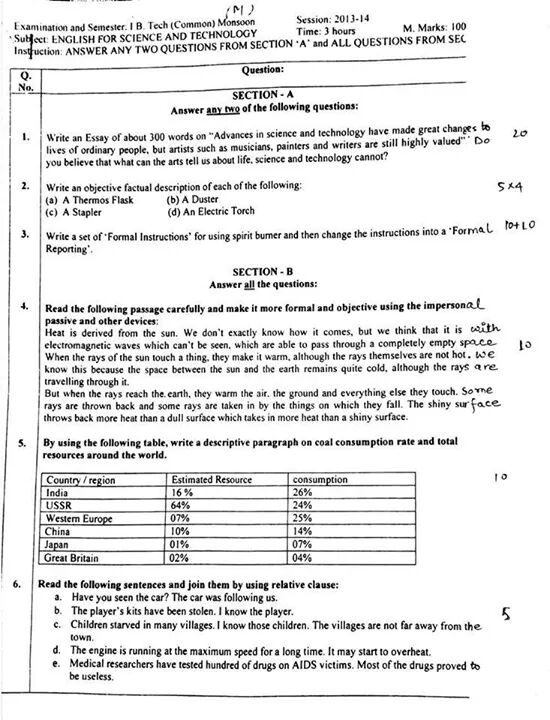 (M)
Examination and Semester: I B. Tech (Common) Monsoon Session: 2013-14
Subject: ENGLISH FOR SCIENCE AND TECHNOLOGY Time: 3 hours M. Marks: 100
Instruction: ANSWER ANY TWO QUESTIONS FROM SECTION 'A' and ALL QUESTIONS FROM SEC
Q. No. Question:
SECTION - A
Answer any two of the following questions:
1. Write an Essay of about 300 words on "Advances in science and technology have made great changes to 20
lives of ordinary people, but artists such as musicians, painters and writers are still highly valued" Do
you believe that what can the arts tell us about life, science and technology cannot?
2. Write an objective factual description of each of the following: 5x4
(a) A Thermos Flask (b) A Duster
(c) A Stapler (d) An Electric Torch
3. Write a set of 'Formal Instructions' for using spirit burner and then change the instructions into a 'Formal 10+10
Reporting'.
SECTION - B
Answer all the questions:
4. Read the following passage carefully and make it more formal and objective using the impersonal
passive and other devices:
Heat is derived from the sun. We don't exactly know how it comes, but we think that it is with
electromagnetic waves which can't be seen, which are able to pass through a completely empty space 10
When the rays of the sun touch a thing, they make it warm, although the rays themselves are not hot. we
know this because the space between the sun and the earth remains quite cold, although the rays are
travelling through it.
But when the rays reach the earth, they warm the air, the ground and everything else they touch. Some
rays are thrown back and some rays are taken in by the things on which they fall. The shiny surface
throws back more heat than a dull surface which takes in more heat than a shiny surface.
5. By using the following table, write a descriptive paragraph on coal consumption rate and total
resources around the world. 10
Country / region Estimated Resource consumption
India 16 % 26%
USSR 64% 24%
Western Europe 07% 25%
China 10% 14%
Japan 01% 07%
Great Britain 02% 04%
6. Read the following sentences and join them by using relative clause:
a. Have you seen the car? The car was following us.
b. The player's kits have been stolen. I know the player. 5
c. Children starved in many villages. I know those children. The villages are not far away from the
town.
d. The engine is running at the maximum speed for a long time. It may start to overheat.
e. Medical researchers have tested hundred of drugs on AIDS victims. Most of the drugs proved to
be useless.